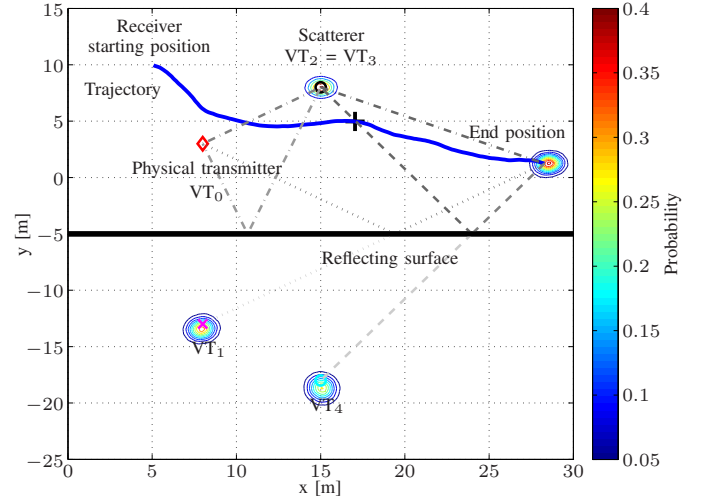 Receiver
starting position
Trajectory
Scatterer
VT2 = VT3
End position
Physical transmitter
VT0
Reflecting surface
VT1
VT4
15
10
5
0
−5
−10
−15
−20
−25
y [m]
0 5 10 15 20 25 30
x [m]
0.4
0.35
0.3
0.25
0.2
0.15
0.1
0.05
Probability